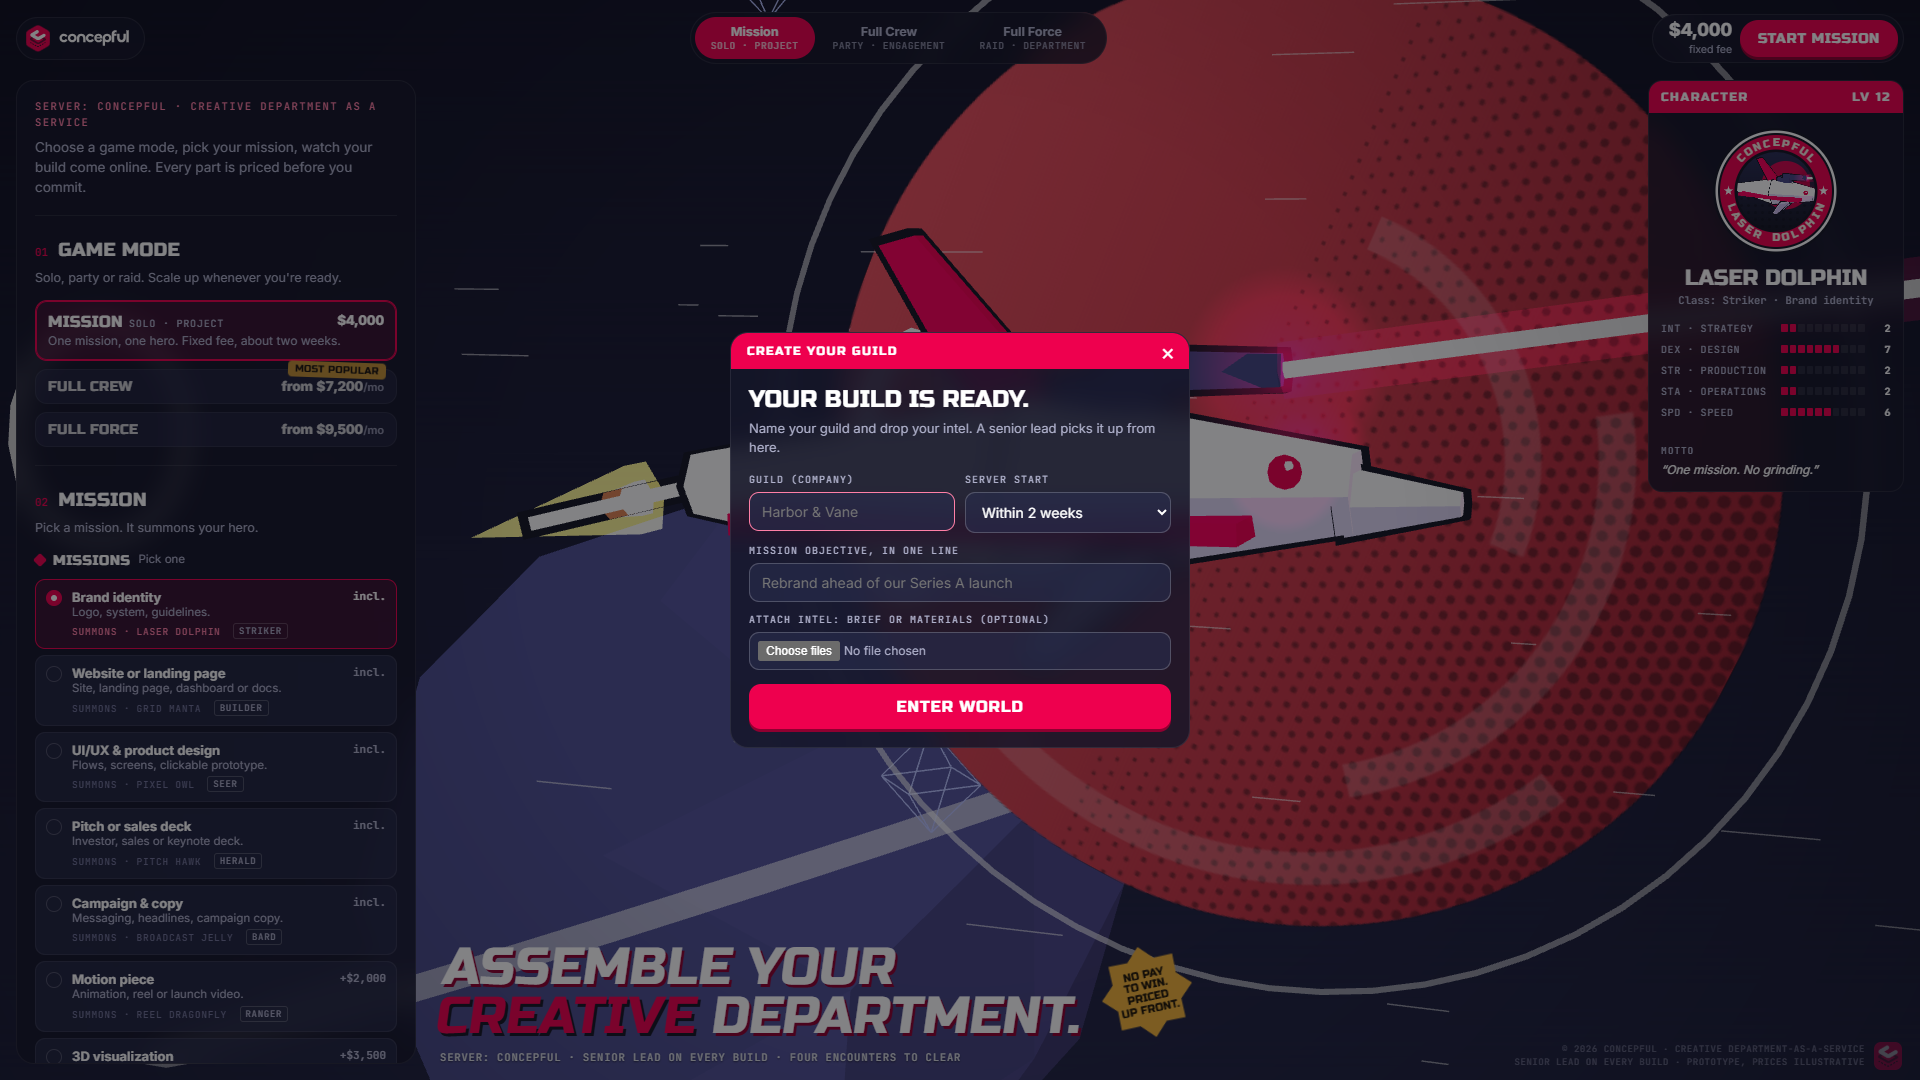 concepful
Mission
SOLO · PROJECT
Full Crew
PARTY · ENGAGEMENT
Full Force
RAID · DEPARTMENT
$4,000
fixed fee
START MISSION
SERVER: CONCEPFUL · CREATIVE DEPARTMENT AS A
SERVICE
Choose a game mode, pick your mission, watch your
build come online. Every part is priced before you
commit.
01 GAME MODE
Solo, party or raid. Scale up whenever you're ready.
MISSION SOLO · PROJECT $4,000
One mission, one hero. Fixed fee, about two weeks.
MOST POPULAR
FULL CREW from $7,200/mo
FULL FORCE from $9,500/mo
02 MISSION
Pick a mission. It summons your hero.
MISSIONS Pick one
Brand identity incl.
Logo, system, guidelines.
SUMMONS · LASER DOLPHIN STRIKER
Website or landing page incl.
Site, landing page, dashboard or docs.
SUMMONS · GRID MANTA BUILDER
UI/UX & product design incl.
Flows, screens, clickable prototype.
SUMMONS · PIXEL OWL SEER
Pitch or sales deck incl.
Investor, sales or keynote deck.
SUMMONS · PITCH HAWK HERALD
Campaign & copy incl.
Messaging, headlines, campaign copy.
SUMMONS · BROADCAST JELLY BARD
Motion piece +$2,000
Animation, reel or launch video.
SUMMONS · REEL DRAGONFLY RANGER
3D visualization +$3,500
CREATE YOUR GUILD ×
YOUR BUILD IS READY.
Name your guild and drop your intel. A senior lead picks it up from
here.
GUILD (COMPANY) SERVER START
Harbor & Vane Within 2 weeks
MISSION OBJECTIVE, IN ONE LINE
Rebrand ahead of our Series A launch
ATTACH INTEL: BRIEF OR MATERIALS (OPTIONAL)
Choose files No file chosen
ENTER WORLD
CHARACTER LV 12
CONCEPFUL
LASER DOLPHIN
LASER DOLPHIN
Class: Striker · Brand identity
INT · STRATEGY 2
DEX · DESIGN 7
STR · PRODUCTION 2
STA · OPERATIONS 2
SPD · SPEED 6
MOTTO
"One mission. No grinding."
ASSEMBLE YOUR
CREATIVE DEPARTMENT.
NO PAY
TO WIN.
PRICED
UP FRONT.
SERVER: CONCEPFUL · SENIOR LEAD ON EVERY BUILD · FOUR ENCOUNTERS TO CLEAR
© 2026 CONCEPFUL · CREATIVE DEPARTMENT-AS-A-SERVICE
SENIOR LEAD ON EVERY BUILD · PROTOTYPE, PRICES ILLUSTRATIVE